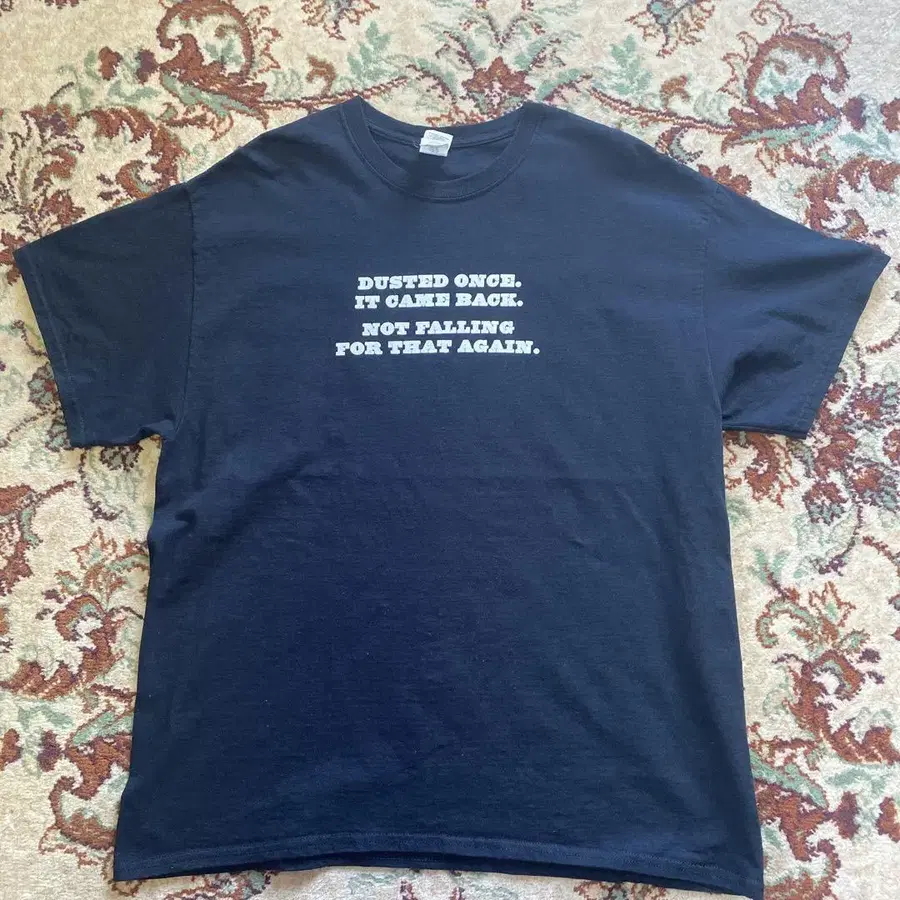 DUSTED ONCE.
IT CAME BACK.
NOT FALLING
FOR THAT AGAIN.